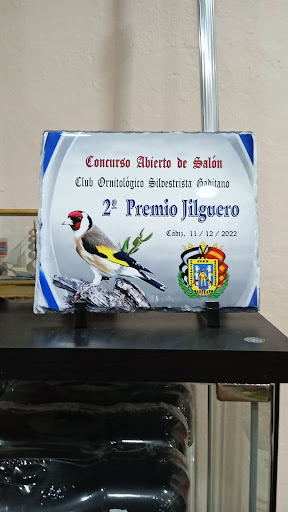 Concurso Abierto de Salón
Club Ornitológico Silvestrista Gaditano
2º Premio Jilguero
Cádiz, 11 / 12 / 2022